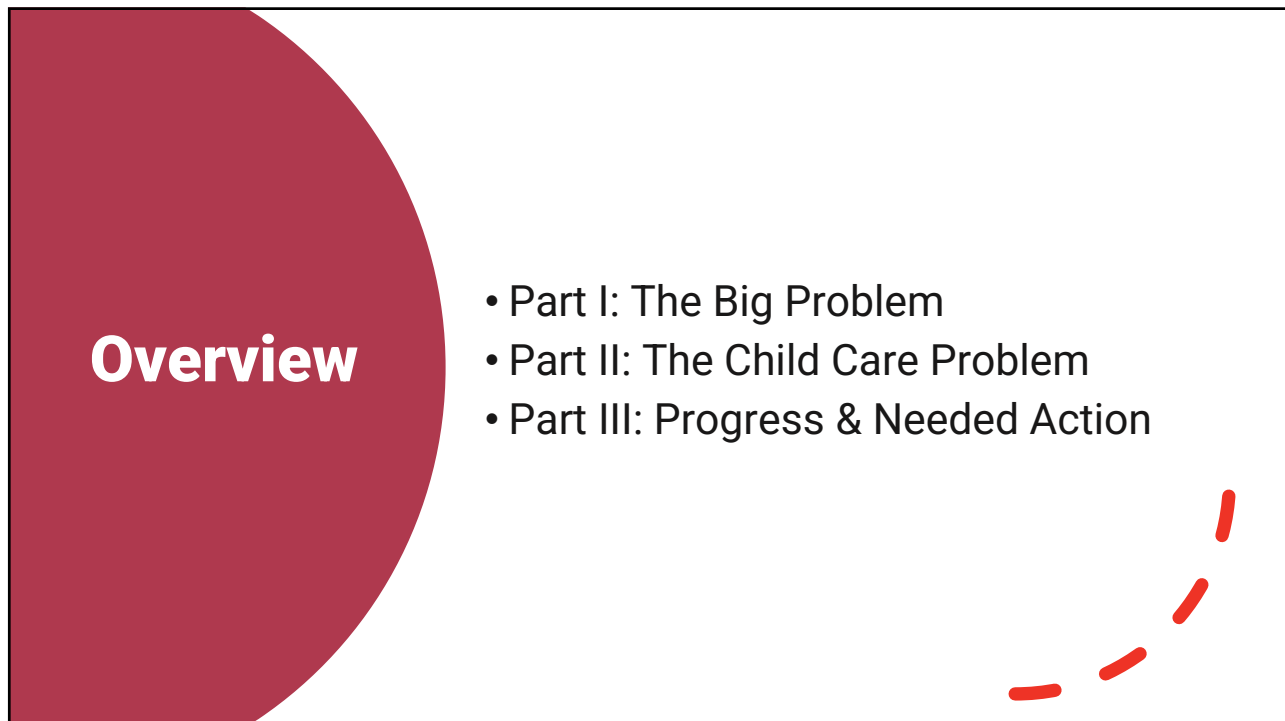 Overview
• Part I: The Big Problem
• Part II: The Child Care Problem
• Part III: Progress & Needed Action